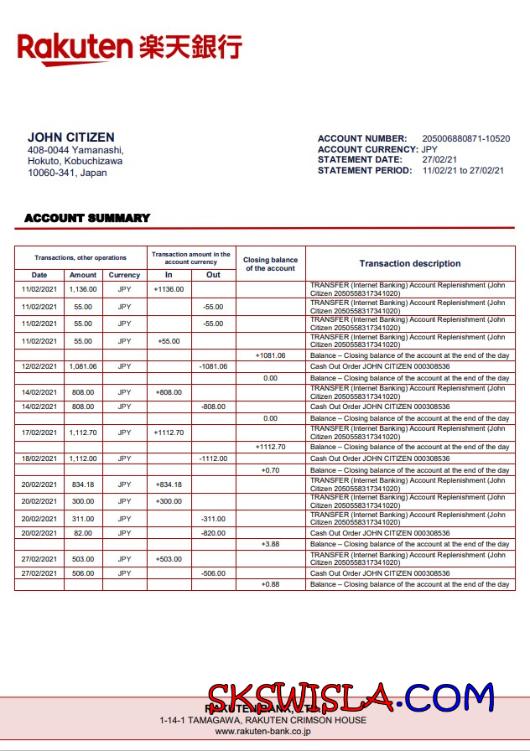 Rakuten 楽天銀行
JOHN CITIZEN
408-0044 Yamanashi,
Hokuto, Kobuchizawa
10060-341, Japan
ACCOUNT NUMBER: 205006880871-10520
ACCOUNT CURRENCY: JPY
STATEMENT DATE: 27/02/21
STATEMENT PERIOD: 11/02/21 to 27/02/21
ACCOUNT SUMMARY
Transactions, other operations
Transaction amount in the
account currency
Closing balance
of the account
Transaction description
Date Amount Currency In Out
11/02/2021 1,136.00 JPY +1136.00 TRANSFER (Internet Banking) Account Replenishment (John
Citizen 2050558317341020)
11/02/2021 55.00 JPY -55.00 TRANSFER (Internet Banking) Account Replenishment (John
Citizen 2050558317341020)
11/02/2021 55.00 JPY -55.00 TRANSFER (Internet Banking) Account Replenishment (John
Citizen 2050558317341020)
11/02/2021 55.00 JPY +55.00 TRANSFER (Internet Banking) Account Replenishment (John
Citizen 2050558317341020)
+1081.06 Balance – Closing balance of the account at the end of the day
12/02/2021 1,081.06 JPY -1081.06 Cash Out Order JOHN CITIZEN 000308536
0.00 Balance – Closing balance of the account at the end of the day
14/02/2021 808.00 JPY +808.00 TRANSFER (Internet Banking) Account Replenishment (John
Citizen 2050558317341020)
14/02/2021 808.00 JPY -808.00 Cash Out Order JOHN CITIZEN 000308536
0.00 Balance – Closing balance of the account at the end of the day
17/02/2021 1,112.70 JPY +1112.70 TRANSFER (Internet Banking) Account Replenishment (John
Citizen 2050558317341020)
+1112.70 Balance – Closing balance of the account at the end of the day
18/02/2021 1,112.00 JPY -1112.00 Cash Out Order JOHN CITIZEN 000308536
+0.70 Balance – Closing balance of the account at the end of the day
20/02/2021 834.18 JPY +834.18 TRANSFER (Internet Banking) Account Replenishment (John
Citizen 2050558317341020)
20/02/2021 300.00 JPY +300.00 TRANSFER (Internet Banking) Account Replenishment (John
Citizen 2050558317341020)
20/02/2021 311.00 JPY -311.00 TRANSFER (Internet Banking) Account Replenishment (John
Citizen 2050558317341020)
20/02/2021 82.00 JPY -820.00 Cash Out Order JOHN CITIZEN 000308536
+3.88 Balance – Closing balance of the account at the end of the day
27/02/2021 503.00 JPY +503.00 TRANSFER (Internet Banking) Account Replenishment (John
Citizen 2050558317341020)
27/02/2021 506.00 JPY -506.00 Cash Out Order JOHN CITIZEN 000308536
+0.88 Balance – Closing balance of the account at the end of the day
SKSWISLA.COM
RAKUTEN BANK, LTD.
1-14-1 TAMAGAWA, RAKUTEN CRIMSON HOUSE
www.rakuten-bank.co.jp